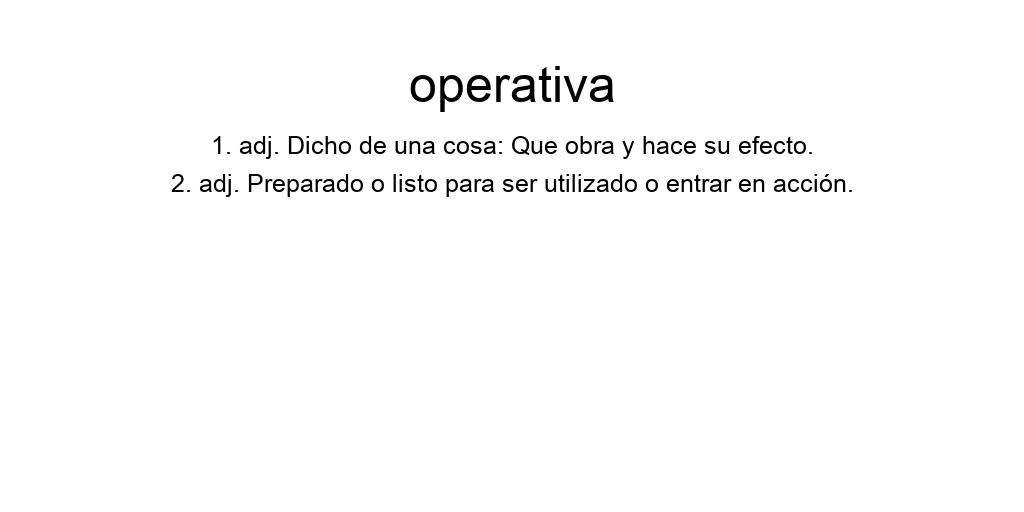 operativa
1. adj. Dicho de una cosa: Que obra y hace su efecto.
2. adj. Preparado o listo para ser utilizado o entrar en acción.